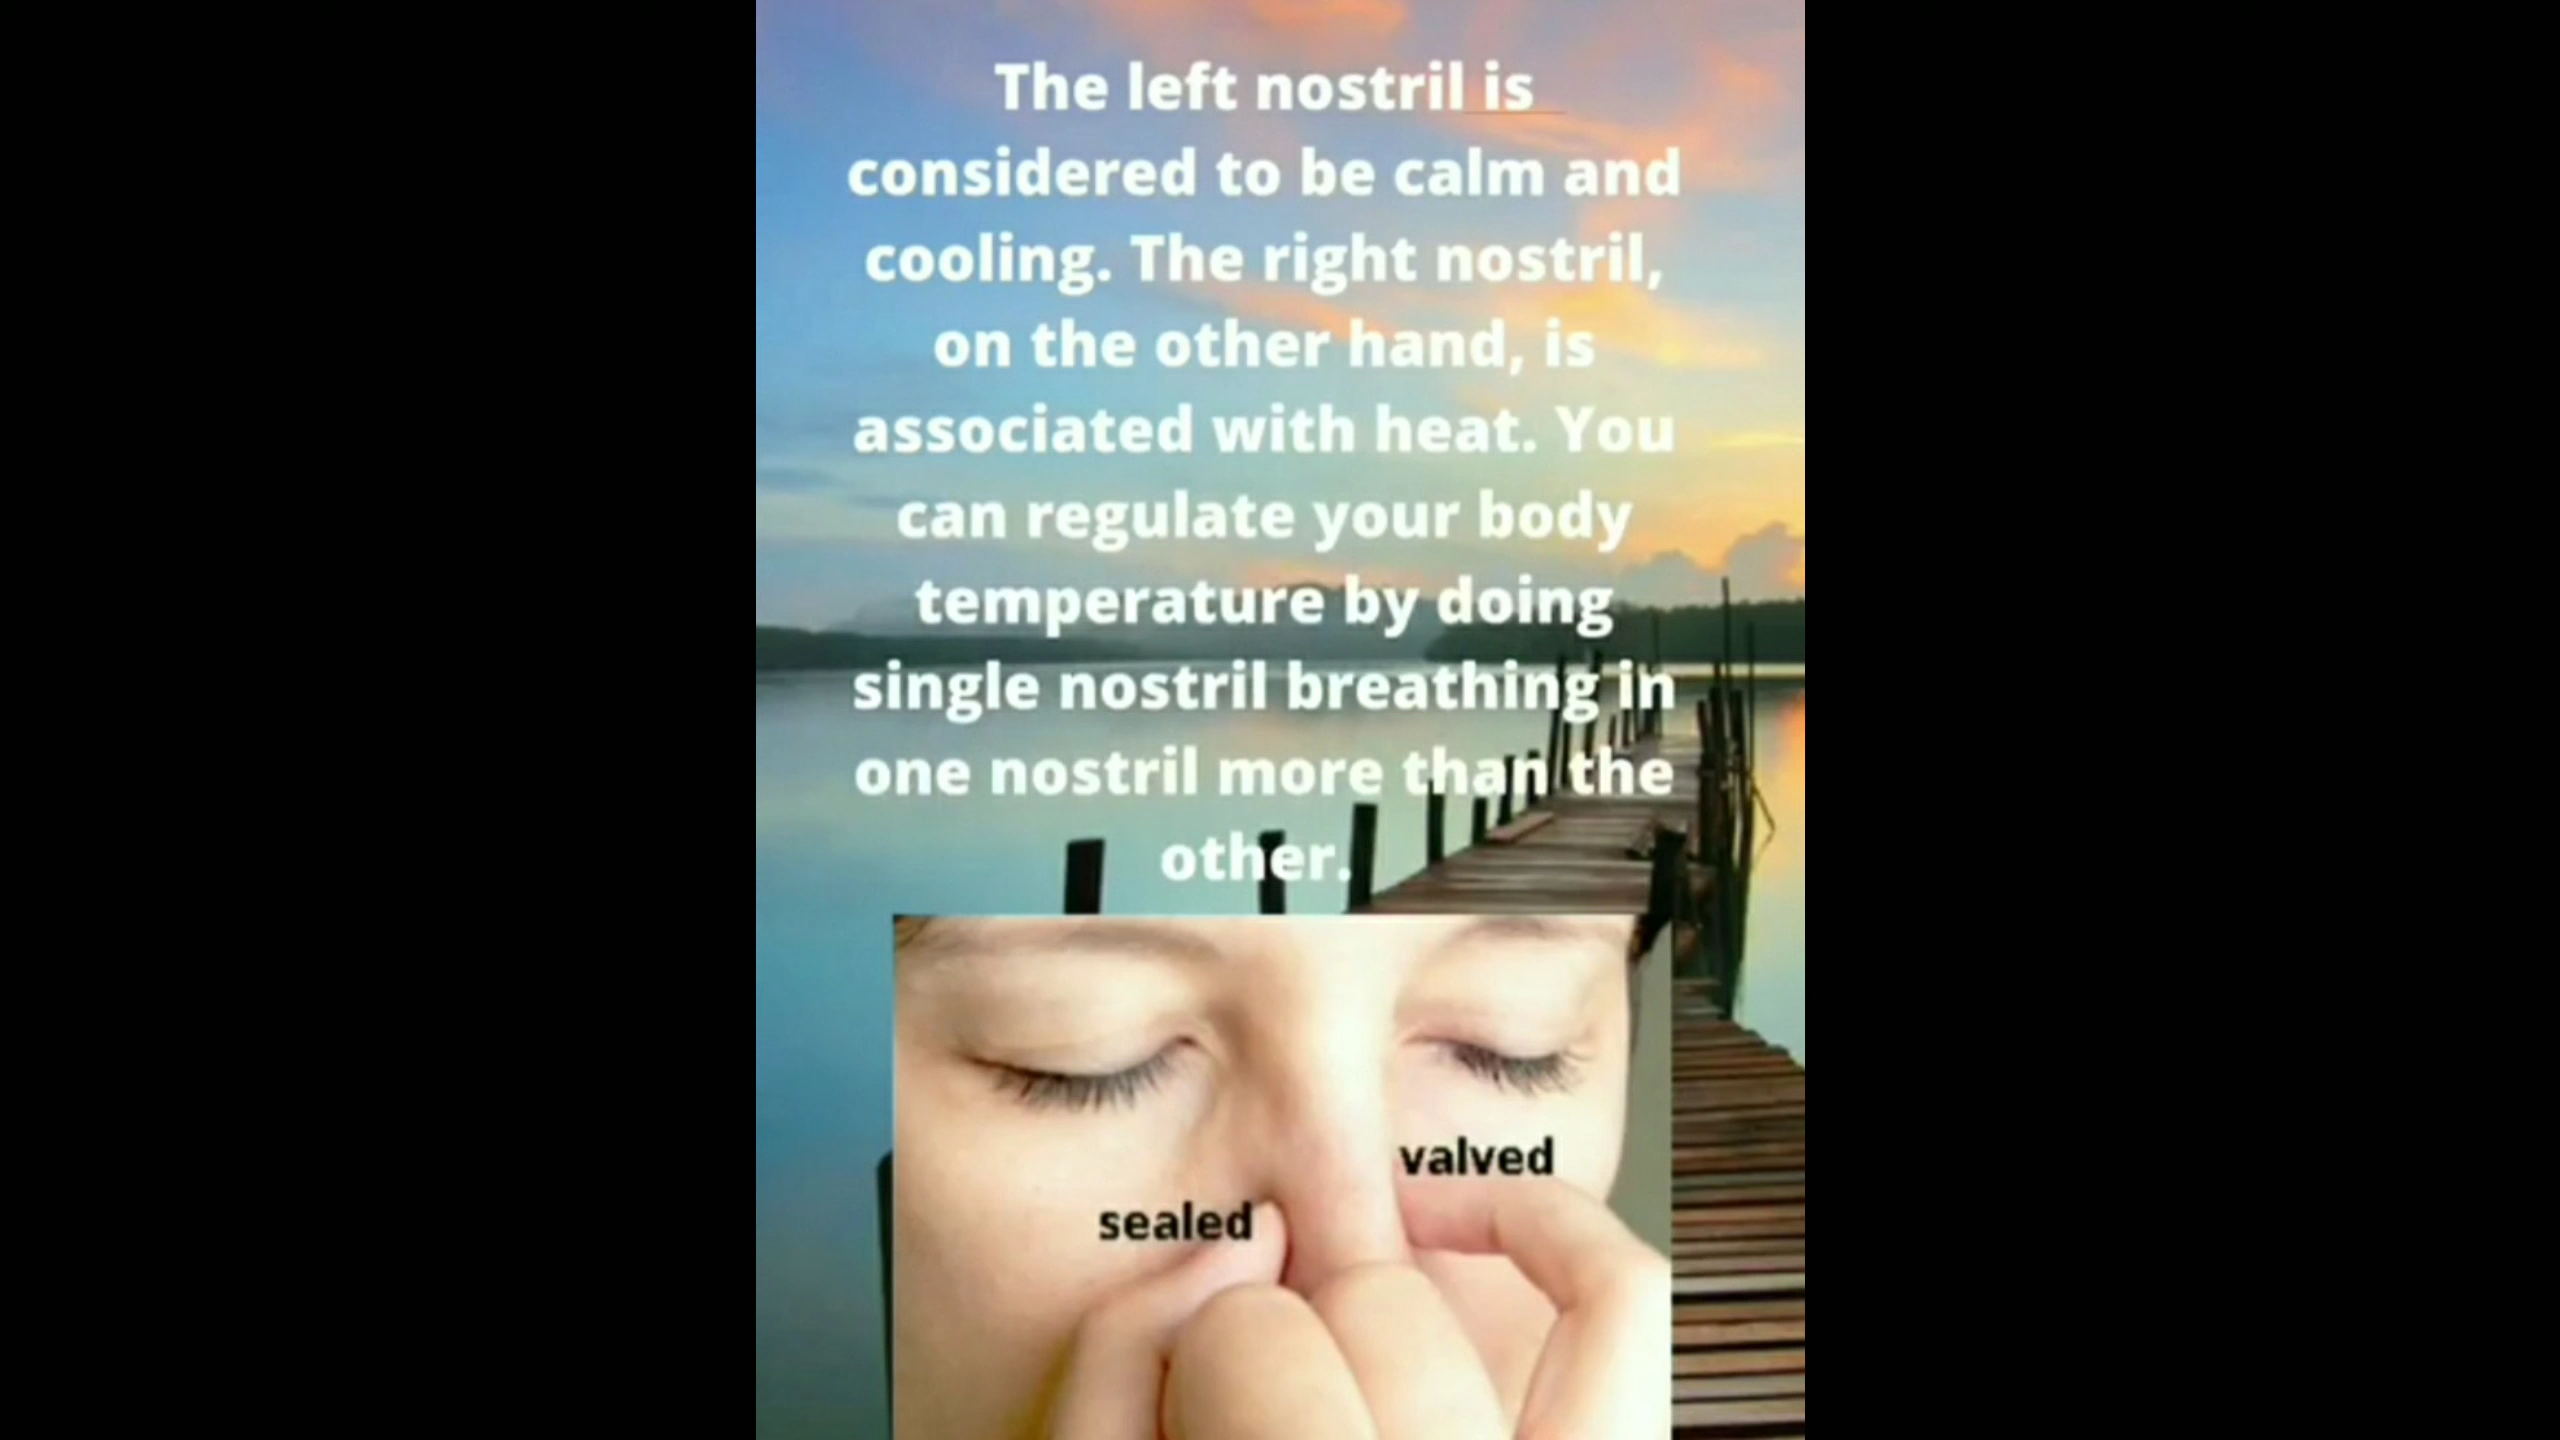 The left nostril is
considered to be calm and
cooling. The right nostril,
on the other hand, is
associated with heat. You
can regulate your body
temperature by doing
single nostril breathing in
one nostril more than the
other.
valved
sealed